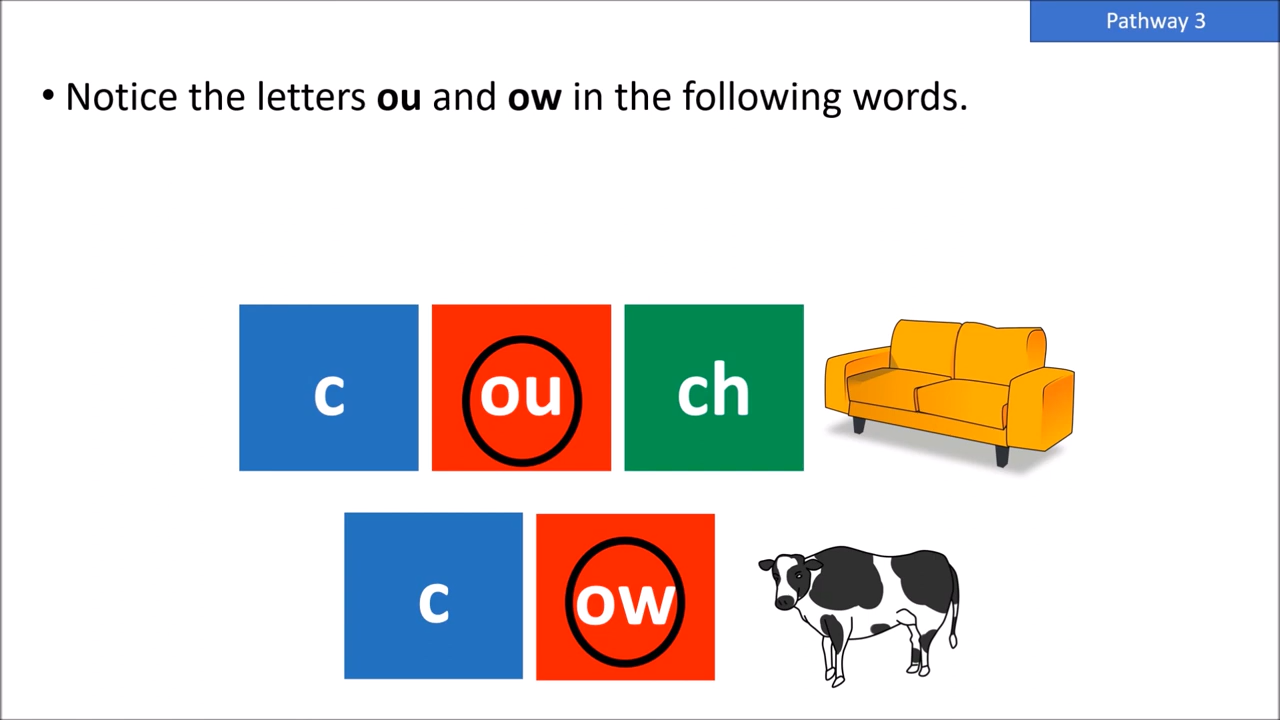 Pathway 3
• Notice the letters ou and ow in the following words.
c ou ch
c ow